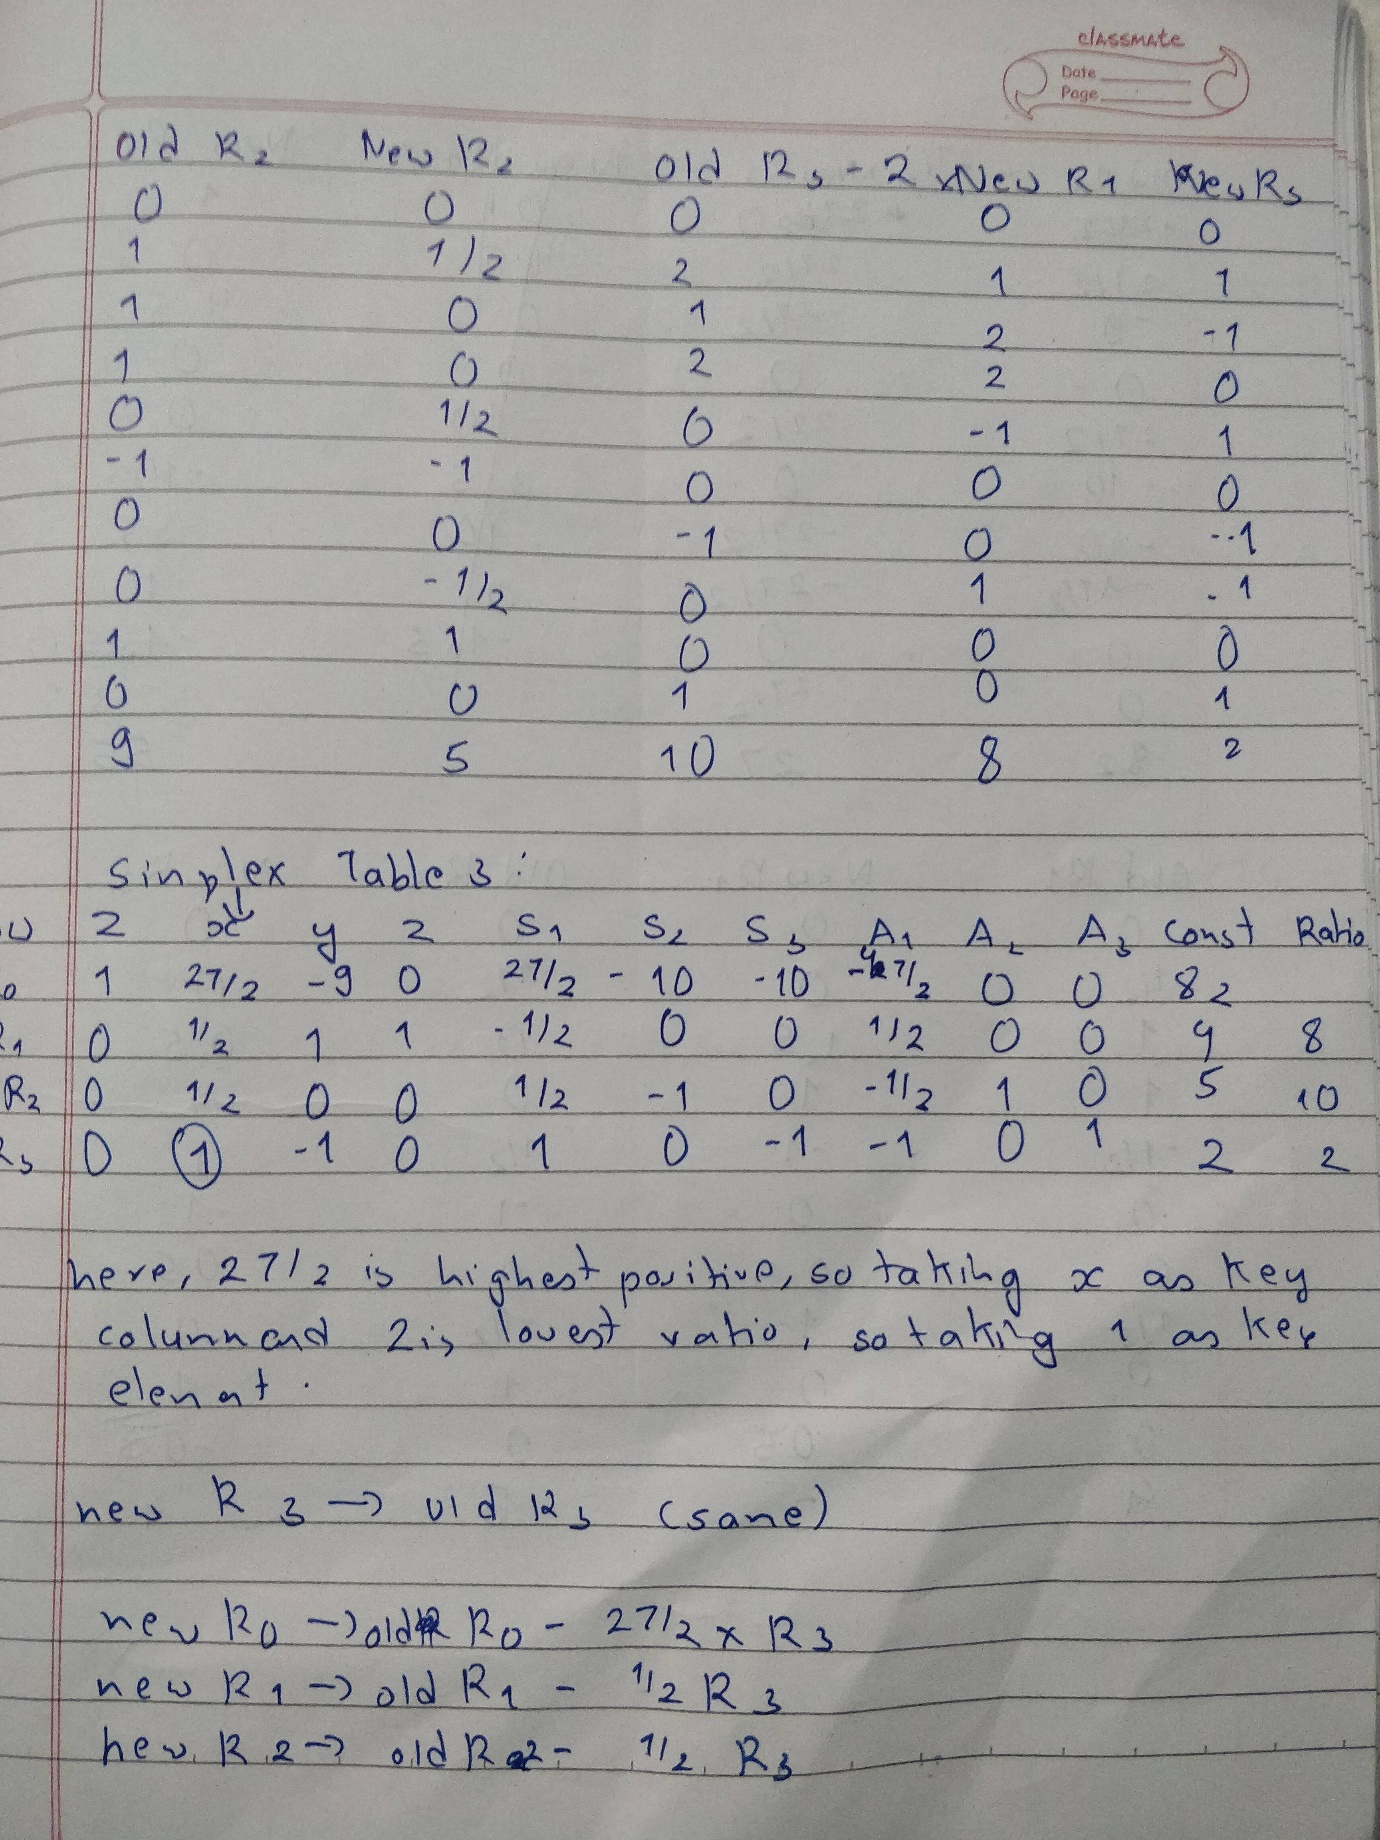 classmate
Date
Page
Old R2 New R2 Old R3 - 2 x New R1 New R3
0 0 0 0 0
1 1/2 2 1 1
1 0 1 2 -1
1 0 2 2 0
0 1/2 0 -1 1
-1 -1 0 0 0
0 0 -1 0 -1
0 -1/2 0 1 -1
1 1 0 0 0
0 0 1 0 1
9 5 10 8 2
Sinplex Table 3:
w z x y z S1 S2 S3 A1 A2 A3 Const Ratio
0 1 27/2 -9 0 27/2 -10 -10 -47/2 0 0 82
R1 0 1/2 1 1 -1/2 0 0 1/2 0 0 4 8
R2 0 1/2 0 0 1/2 -1 0 -1/2 1 0 5 10
R3 0 1 -1 0 1 0 -1 -1 0 1 2 2
here, 27/2 is highest positive, so taking x as key
column and 2 is lowest ratio, so taking 1 as key
elenent.
new R3 → old R3 (sane)
new R0 → old R0 - 27/2 x R3
new R1 → old R1 - 1/2 R3
new R2 → old R2 - 1/2 R3